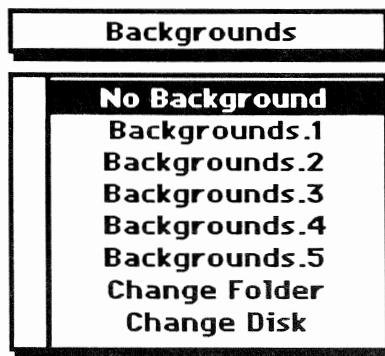 Backgrounds
No Background
Backgrounds.1
Backgrounds.2
Backgrounds.3
Backgrounds.4
Backgrounds.5
Change Folder
Change Disk